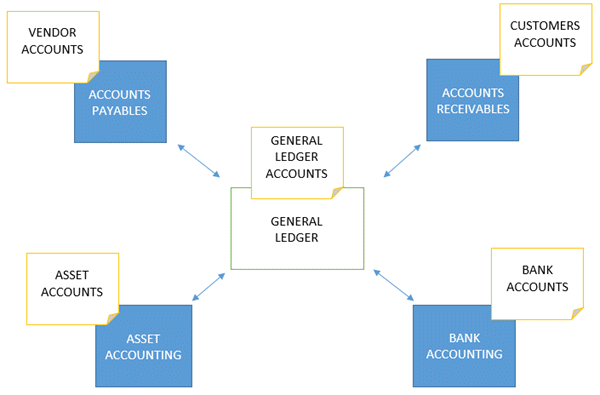 VENDOR
ACCOUNTS
ACCOUNTS
PAYABLES
CUSTOMERS
ACCOUNTS
ACCOUNTS
RECEIVABLES
GENERAL
LEDGER
ACCOUNTS
GENERAL
LEDGER
ASSET
ACCOUNTS
ASSET
ACCOUNTING
BANK
ACCOUNTS
BANK
ACCOUNTING